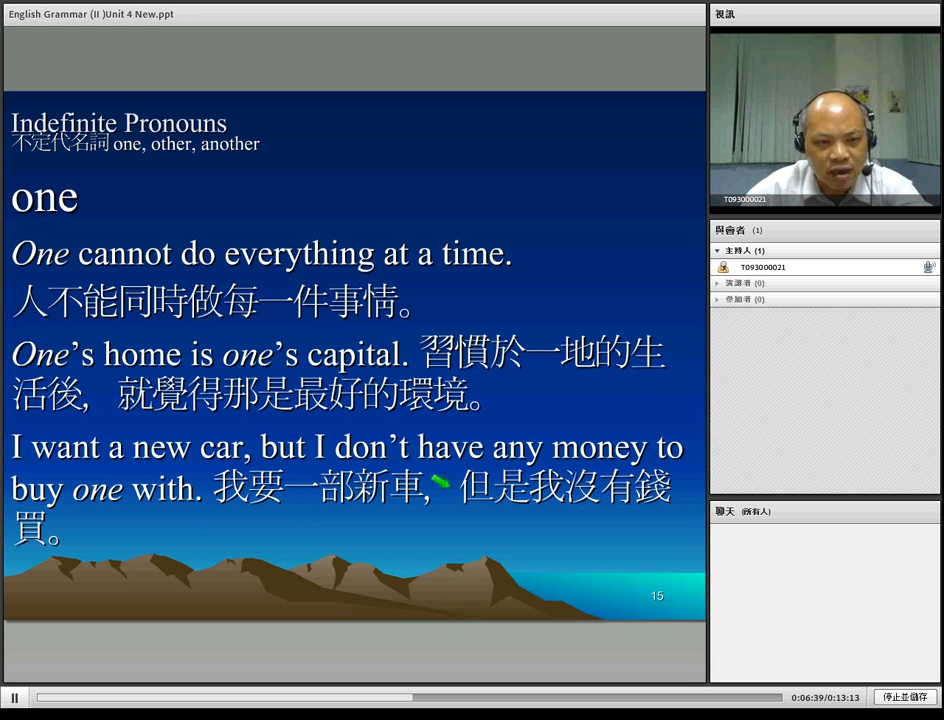 English Grammar (II )Unit 4 New.ppt
Indefinite Pronouns
不定代名詞 one, other, another
one
One cannot do everything at a time.
人不能同時做每一件事情。
One’s home is one’s capital. 習慣於一地的生
活後, 就覺得那是最好的環境。
I want a new car, but I don’t have any money to
buy one with. 我要一部新車, 但是我沒有錢
買。
15
視訊
T093000021
與會者 (1)
主持人 (1)
T093000021
演講者 (0)
參加者 (0)
聊天 (所有人)
0:06:39/0:13:13
停止並儲存